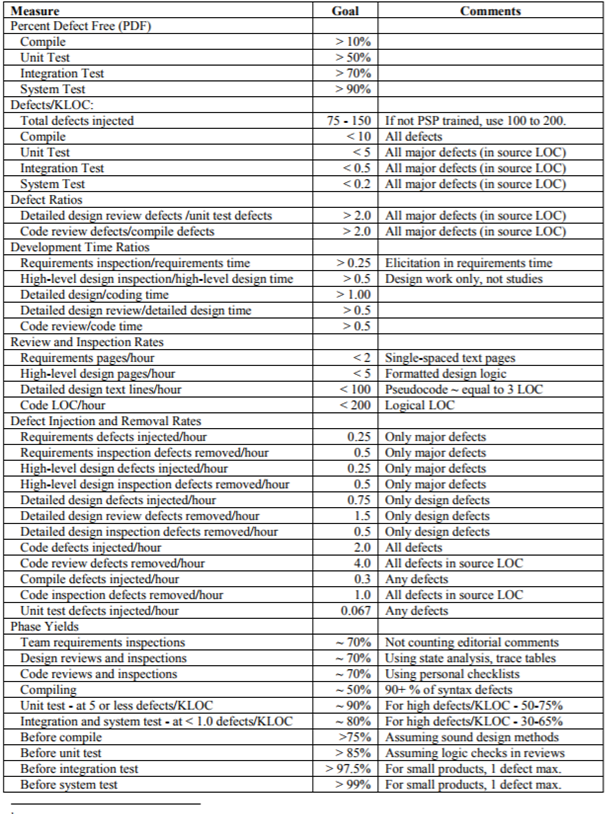 Measure Goal Comments
Percent Defect Free (PDF)
Compile > 10%
Unit Test > 50%
Integration Test > 70%
System Test > 90%
Defects/KLOC:
Total defects injected 75 - 150 If not PSP trained, use 100 to 200.
Compile < 10 All defects
Unit Test < 5 All major defects (in source LOC)
Integration Test < 0.5 All major defects (in source LOC)
System Test < 0.2 All major defects (in source LOC)
Defect Ratios
Detailed design review defects /unit test defects > 2.0 All major defects (in source LOC)
Code review defects/compile defects > 2.0 All major defects (in source LOC)
Development Time Ratios
Requirements inspection/requirements time > 0.25 Elicitation in requirements time
High-level design inspection/high-level design time > 0.5 Design work only, not studies
Detailed design/coding time > 1.00
Detailed design review/detailed design time > 0.5
Code review/code time > 0.5
Review and Inspection Rates
Requirements pages/hour < 2 Single-spaced text pages
High-level design pages/hour < 5 Formatted design logic
Detailed design text lines/hour < 100 Pseudocode ~ equal to 3 LOC
Code LOC/hour < 200 Logical LOC
Defect Injection and Removal Rates
Requirements defects injected/hour 0.25 Only major defects
Requirements inspection defects removed/hour 0.5 Only major defects
High-level design defects injected/hour 0.25 Only major defects
High-level design inspection defects removed/hour 0.5 Only major defects
Detailed design defects injected/hour 0.75 Only design defects
Detailed design review defects removed/hour 1.5 Only design defects
Detailed design inspection defects removed/hour 0.5 Only design defects
Code defects injected/hour 2.0 All defects
Code review defects removed/hour 4.0 All defects in source LOC
Compile defects injected/hour 0.3 Any defects
Code inspection defects removed/hour 1.0 All defects in source LOC
Unit test defects injected/hour 0.067 Any defects
Phase Yields
Team requirements inspections ~ 70% Not counting editorial comments
Design reviews and inspections ~ 70% Using state analysis, trace tables
Code reviews and inspections ~ 70% Using personal checklists
Compiling ~ 50% 90+ % of syntax defects
Unit test - at 5 or less defects/KLOC ~ 90% For high defects/KLOC - 50-75%
Integration and system test - at < 1.0 defects/KLOC ~ 80% For high defects/KLOC - 30-65%
Before compile >75% Assuming sound design methods
Before unit test > 85% Assuming logic checks in reviews
Before integration test > 97.5% For small products, 1 defect max.
Before system test > 99% For small products, 1 defect max.